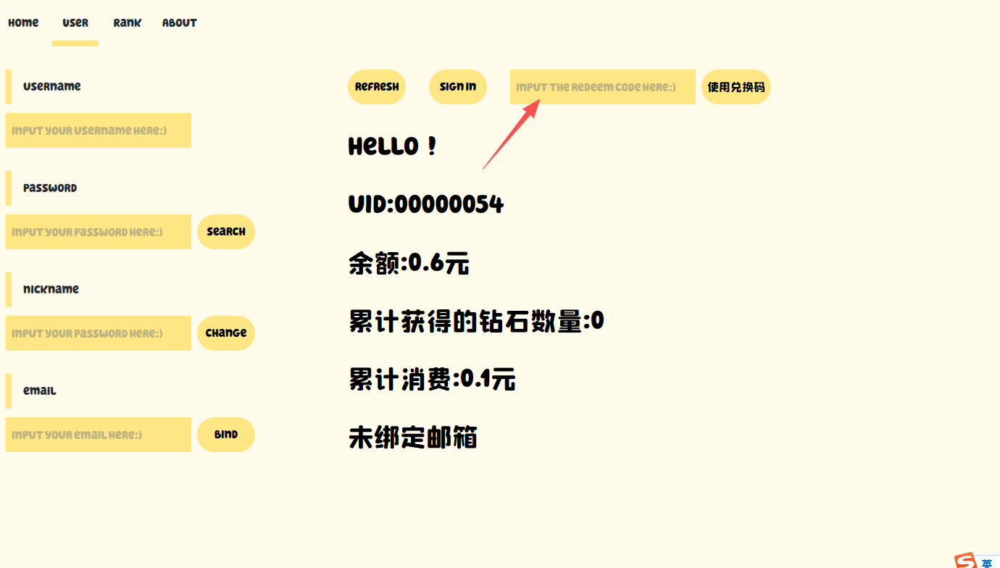 HOME USER RANK ABOUT
USERNAME
INPUT YOUR USERNAME HERE:)
PASSWORD
INPUT YOUR PASSWORD HERE:)
SEARCH
NICKNAME
INPUT YOUR PASSWORD HERE:)
CHANGE
EMAIL
INPUT YOUR EMAIL HERE:)
BIND
REFRESH
SIGN IN
INPUT THE REDEEM CODE HERE:)
使用兑换码
HELLO！
UID:00000054
余额:0.6元
累计获得的钻石数量:0
累计消费:0.1元
未绑定邮箱
S 英